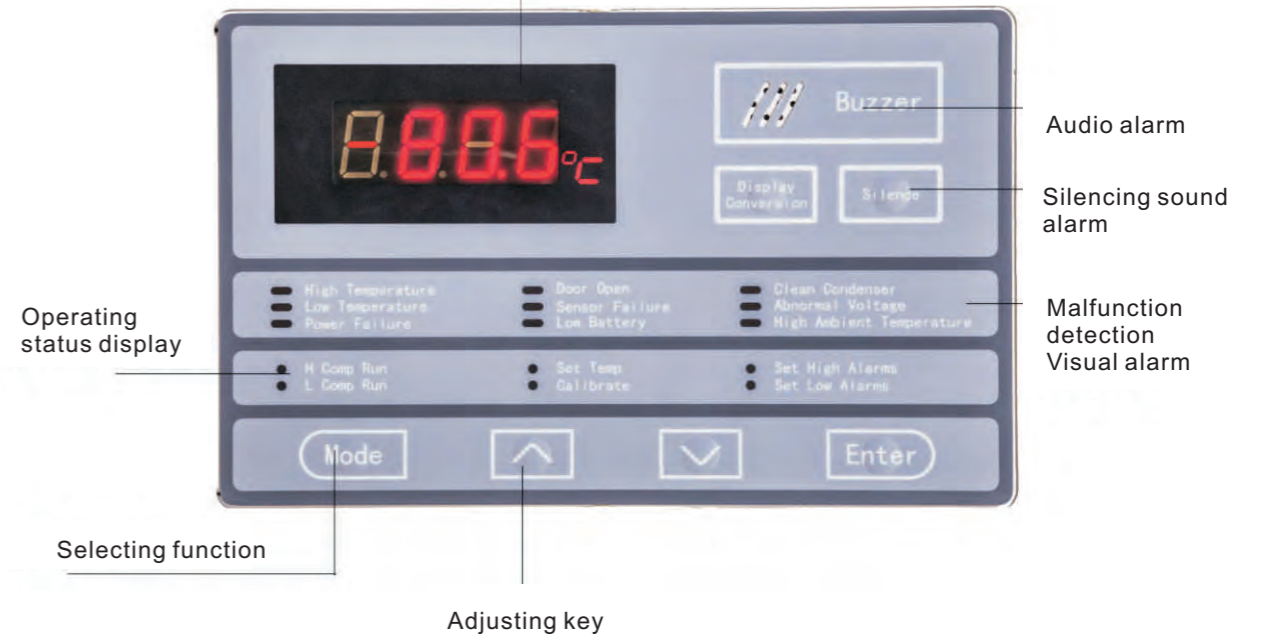 -80.6°C
Buzzer
Audio alarm
Display
Conversion
Silence
Silencing sound
alarm
High Temperature
Low Temperature
Power Failure
Door Open
Sensor Failure
Low Battery
Clean Condenser
Abnormal Voltage
High Ambient Temperature
Malfunction
detection
Visual alarm
Operating
status display
H Comp Run
L Comp Run
Set Temp
Calibrate
Set High Alarms
Set Low Alarms
Mode
Enter
Selecting function
Adjusting key